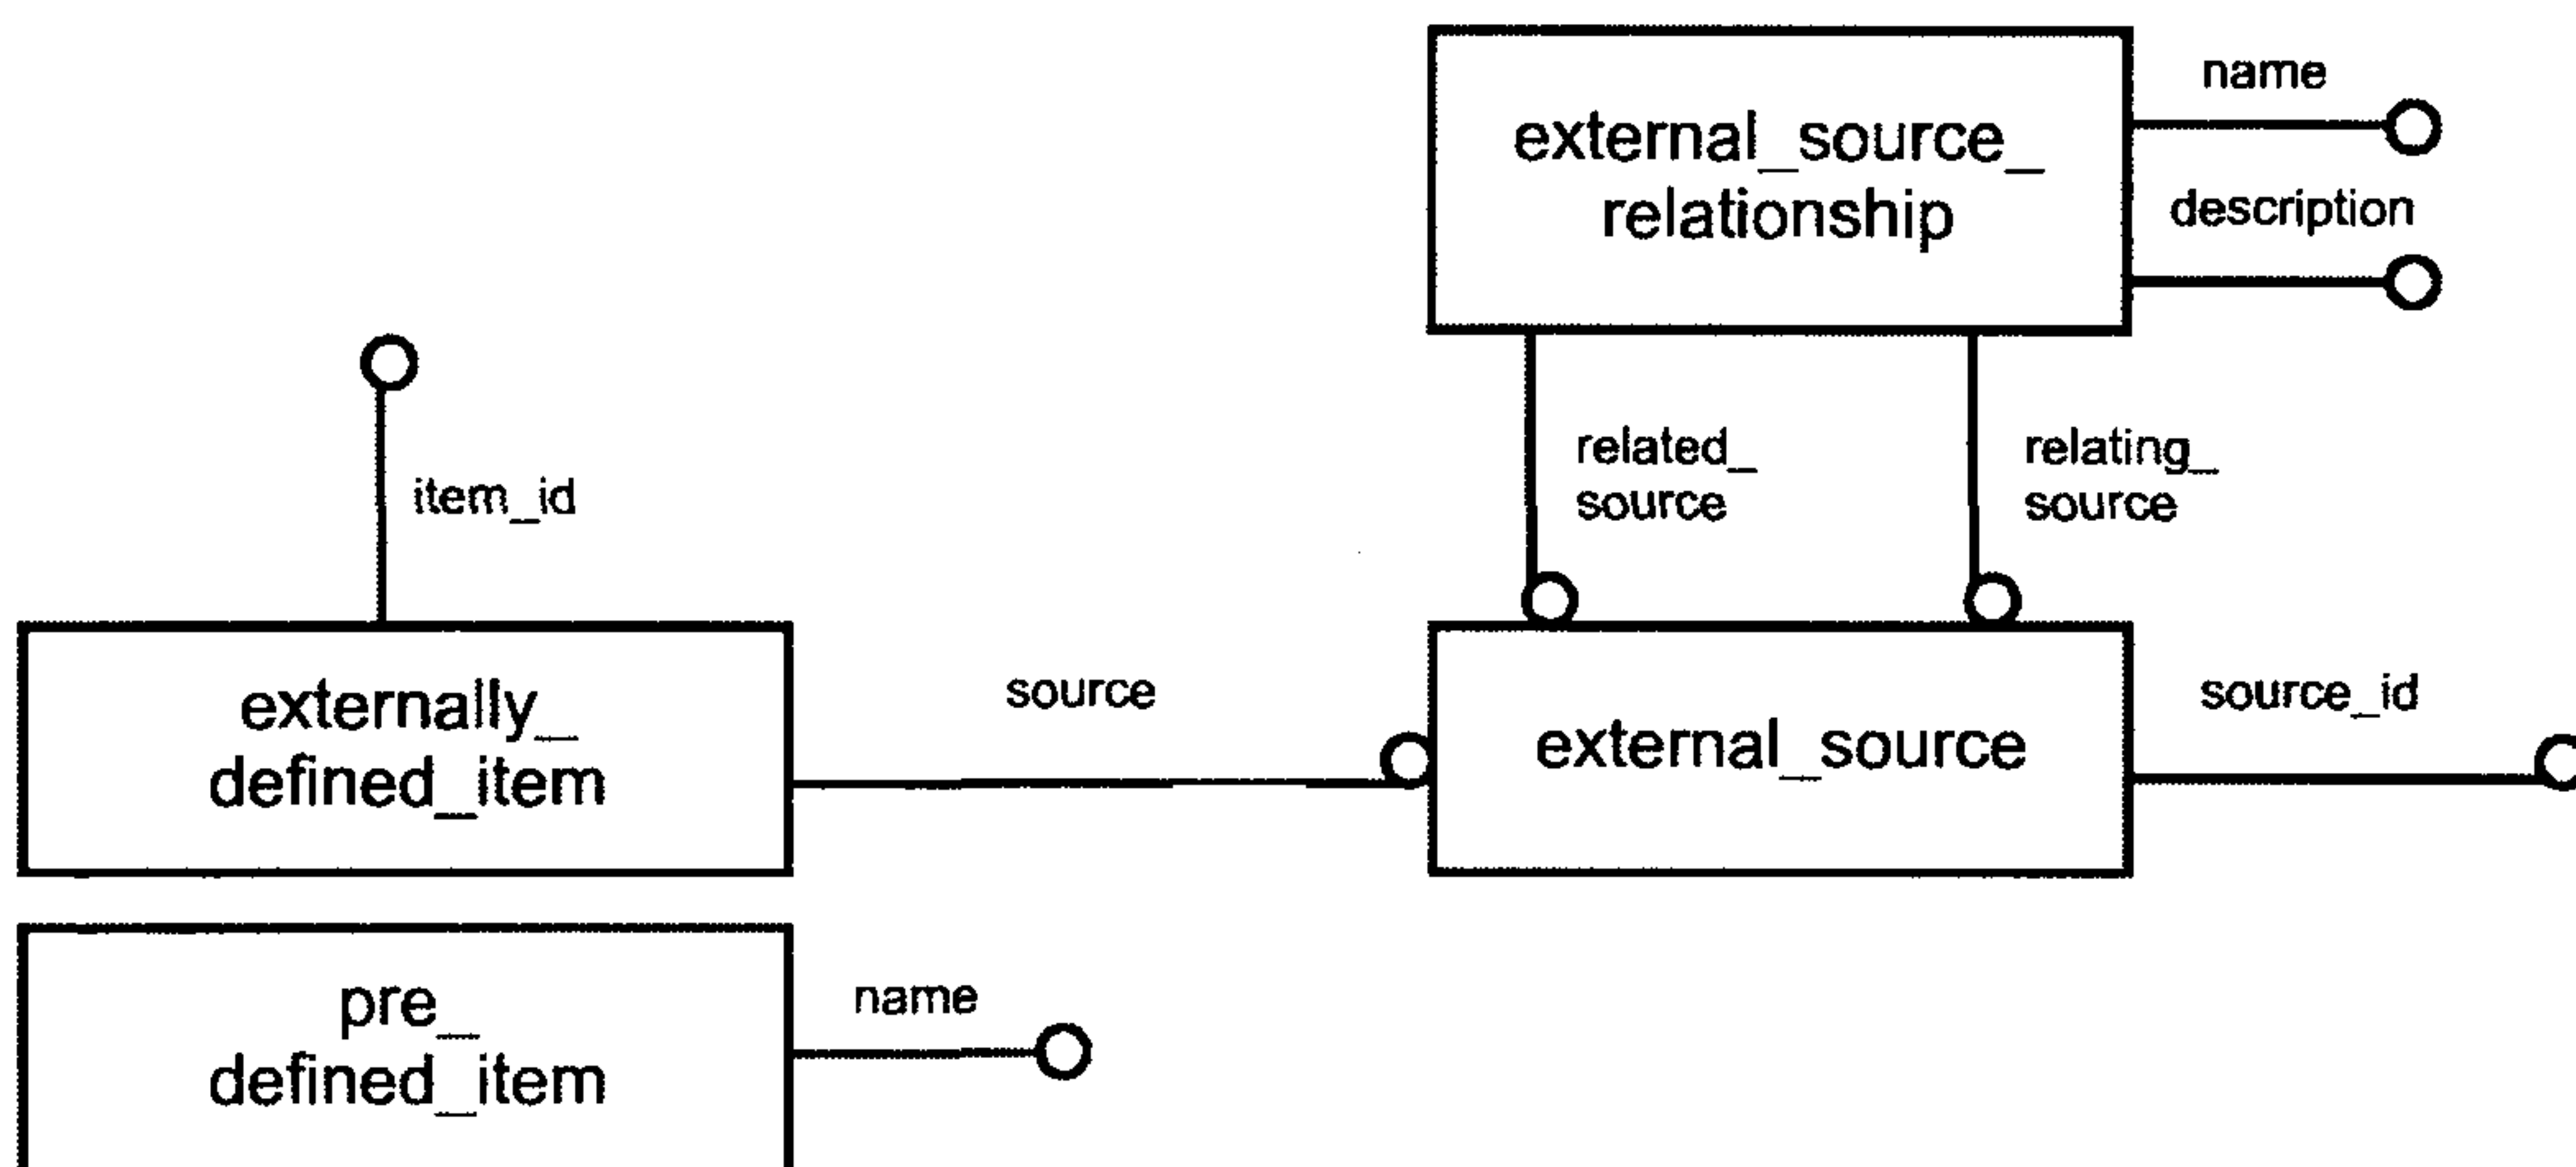 name
external_source_
relationship
description
related_
source
relating_
source
item_id
externally_
defined_item
source
external_source
source_id
pre_
defined_item
name